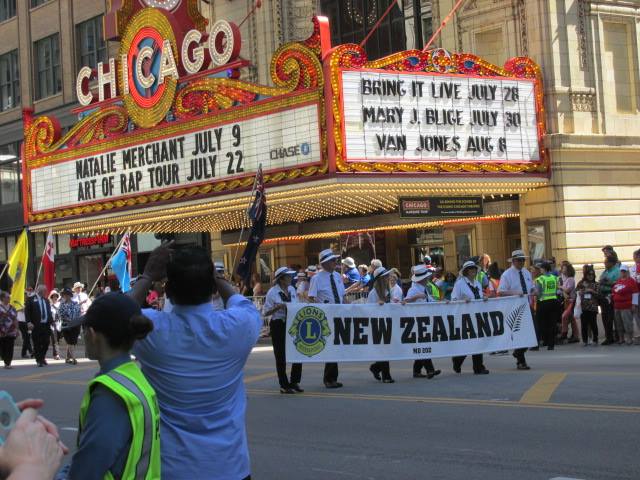 CHICAGO
NATALIE MERCHANT JULY 9
ART OF RAP TOUR JULY 22
CHASE
BRING IT LIVE JULY 28
MARY J. BLIGE JULY 30
VAN JONES AUG 6
CHICAGO
LIONS
L
NEW ZEALAND
MD 202